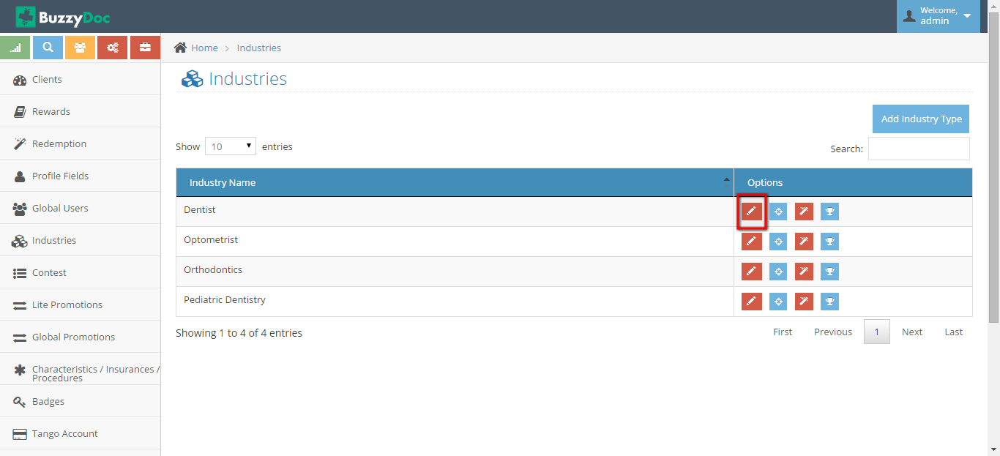 BuzzyDoc
Welcome,
admin
Home
Industries
Clients
Rewards
Redemption
Profile Fields
Global Users
Industries
Contest
Lite Promotions
Global Promotions
Characteristics / Insurances /
Procedures
Badges
Tango Account
Industries
Add Industry Type
Show 10 entries
Search:
Industry Name Options
Dentist
Optometrist
Orthodontics
Pediatric Dentistry
Showing 1 to 4 of 4 entries
First Previous 1 Next Last